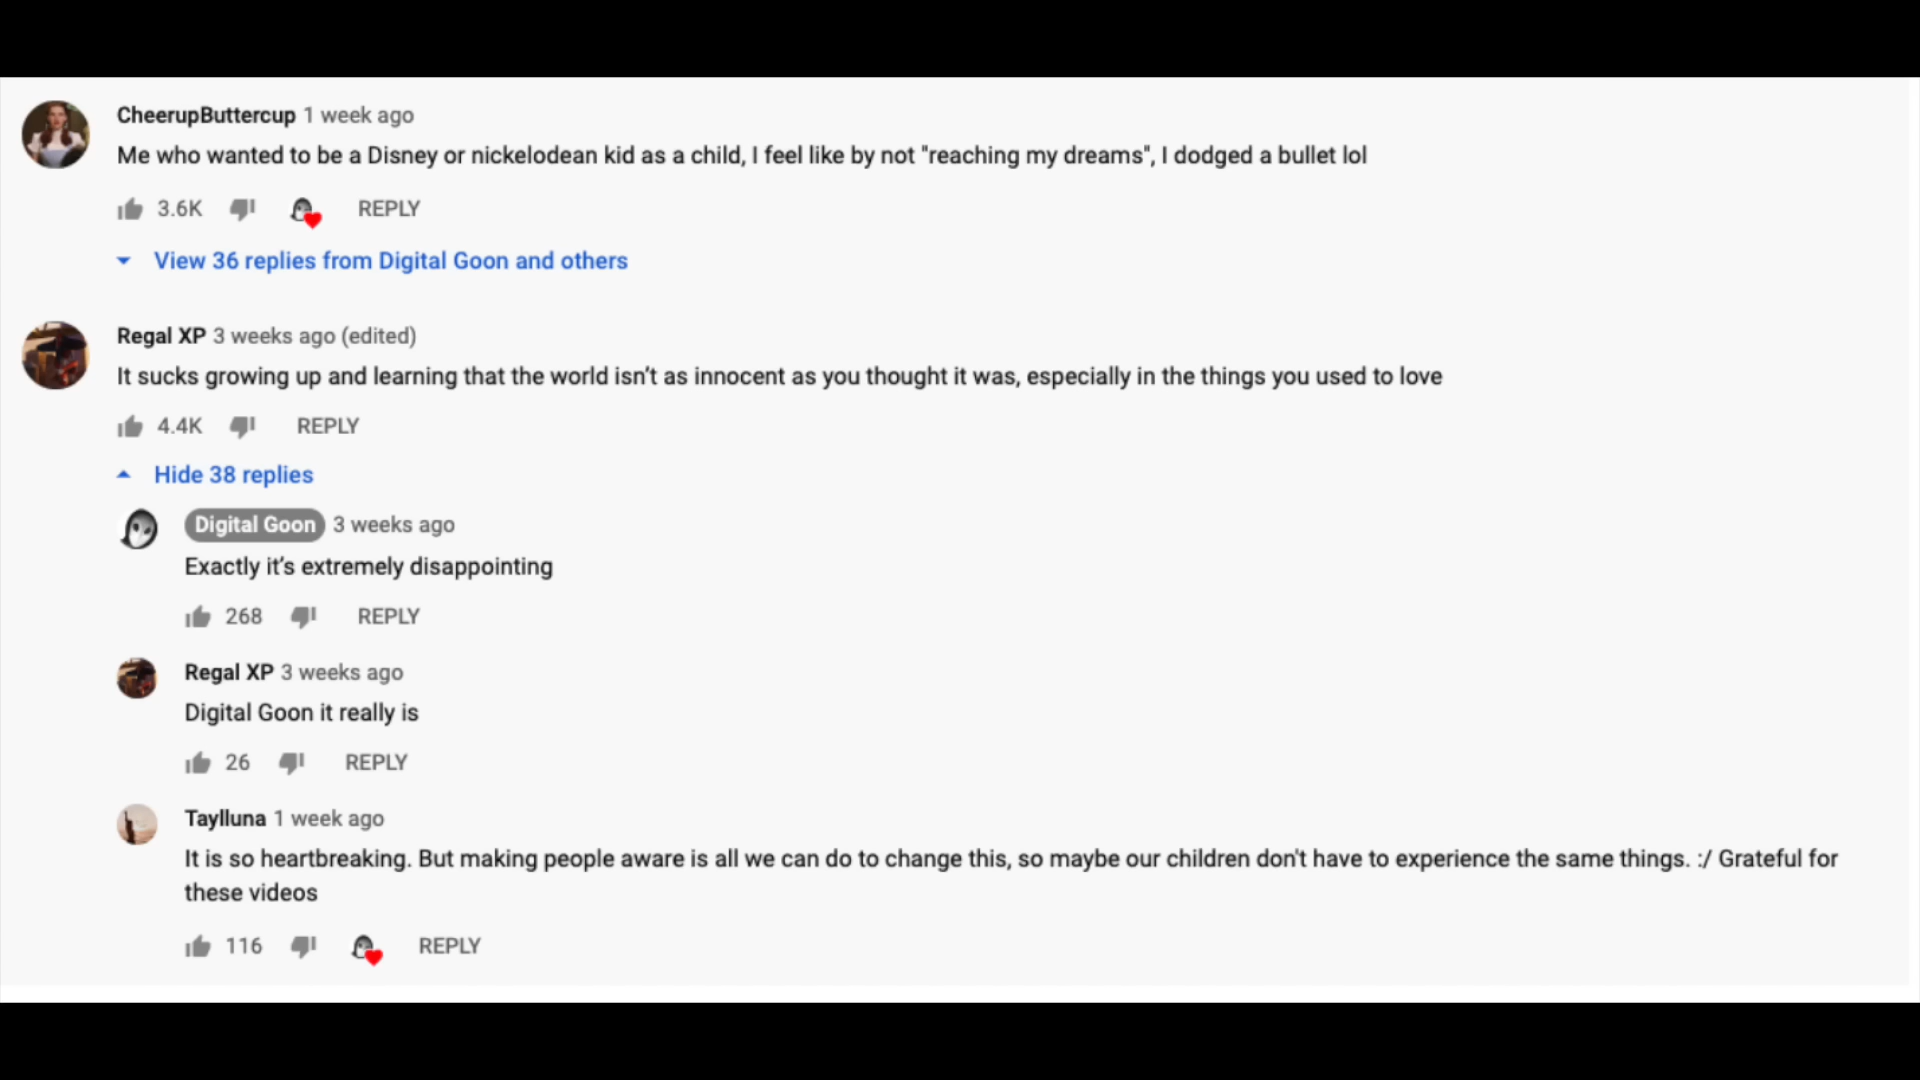 CheerupButtercup 1 week ago
Me who wanted to be a Disney or nickelodean kid as a child, I feel like by not "reaching my dreams", I dodged a bullet lol
3.6K REPLY
View 36 replies from Digital Goon and others
Regal XP 3 weeks ago (edited)
It sucks growing up and learning that the world isn’t as innocent as you thought it was, especially in the things you used to love
4.4K REPLY
Hide 38 replies
Digital Goon 3 weeks ago
Exactly it’s extremely disappointing
268 REPLY
Regal XP 3 weeks ago
Digital Goon it really is
26 REPLY
Taylluna 1 week ago
It is so heartbreaking. But making people aware is all we can do to change this, so maybe our children don't have to experience the same things. :/ Grateful for
these videos
116 REPLY